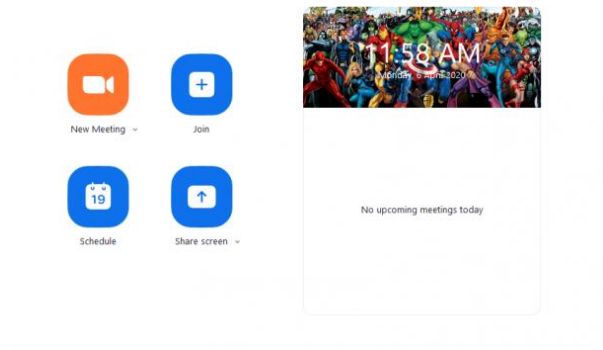 11:58 AM
Monday, 6 April 2020
New Meeting
Join
19
Schedule
Share screen
No upcoming meetings today